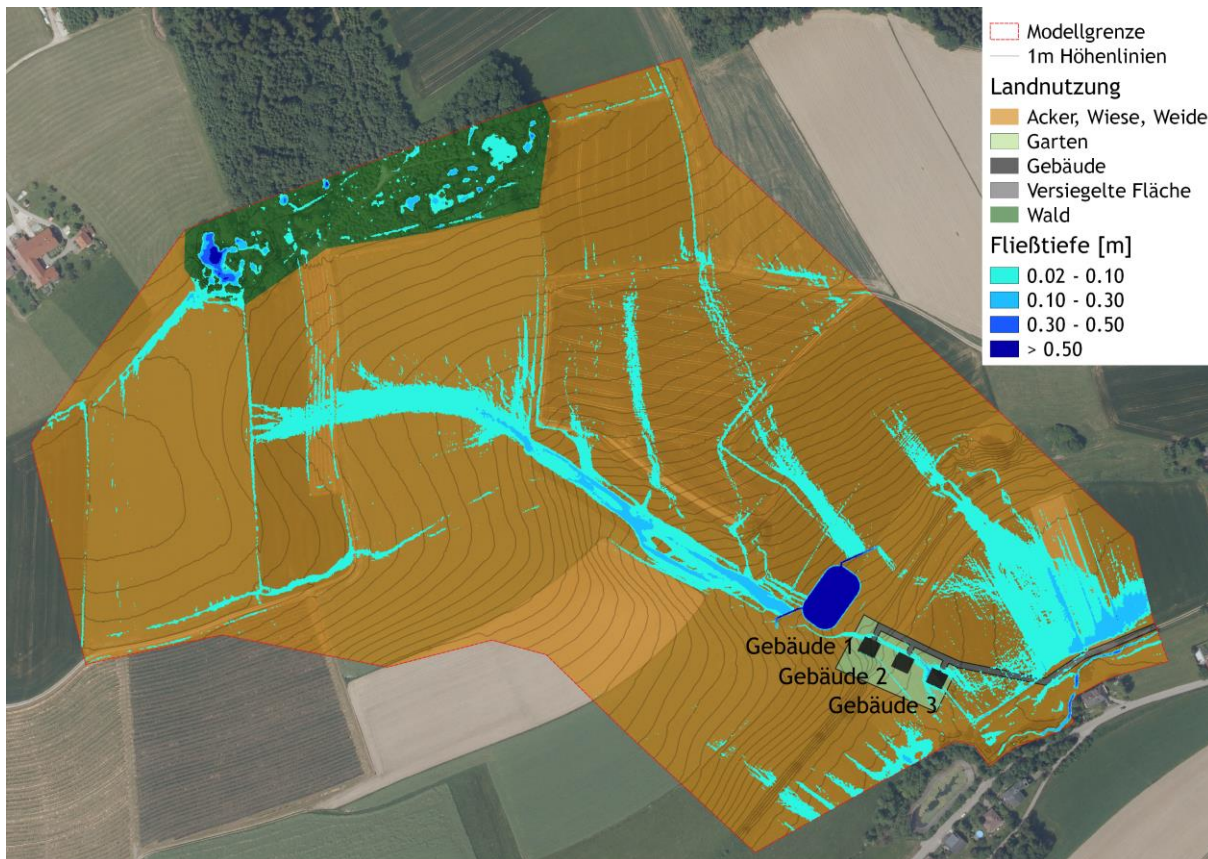 Modellgrenze
1m Höhenlinien
Landnutzung
Acker, Wiese, Weide
Garten
Gebäude
Versiegelte Fläche
Wald
Fließtiefe [m]
0.02 - 0.10
0.10 - 0.30
0.30 - 0.50
> 0.50
Gebäude 1
Gebäude 2
Gebäude 3